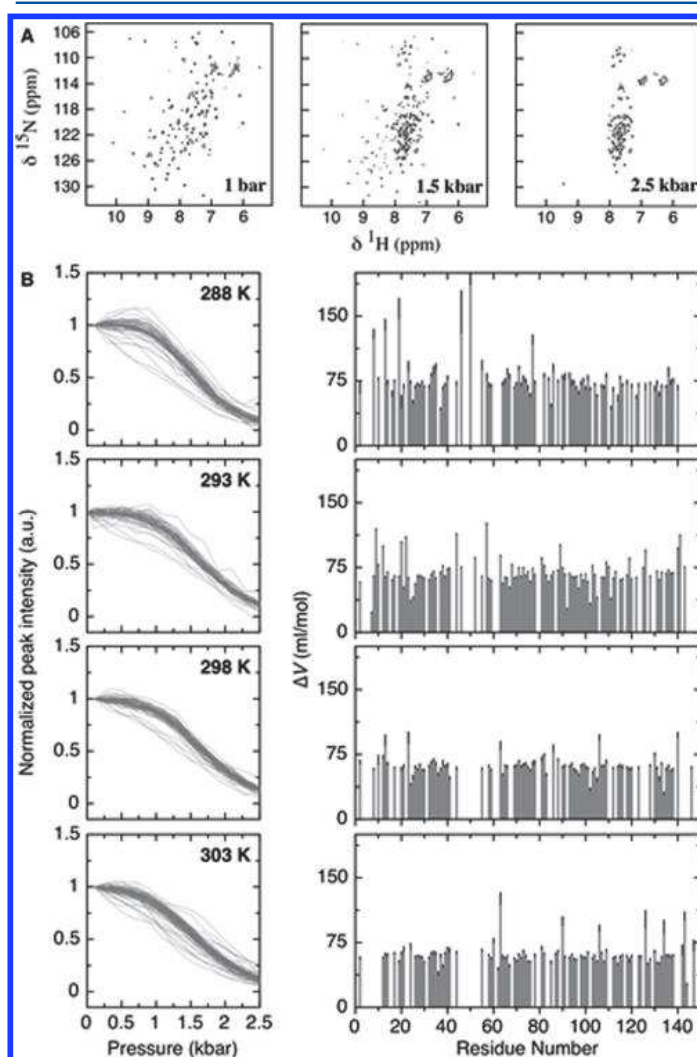 A
106
111
114
118
122
126
130
δ 15N (ppm)
1 bar
1.5 kbar
2.5 kbar
10 9 8 7 6
10 9 8 7 6
10 9 8 7 6
δ 1H (ppm)
B
1.5
1
0.5
0
288 K
150
75
0
1.5
1
0.5
0
293 K
150
75
0
1.5
1
0.5
0
298 K
150
75
0
1.5
1
0.5
0
303 K
150
75
0
Normalized peak intensity (a.u.)
ΔV (ml/mol)
0 0.5 1 1.5 2 2.5
Pressure (kbar)
0 20 40 60 80 100 120 140
Residue Number